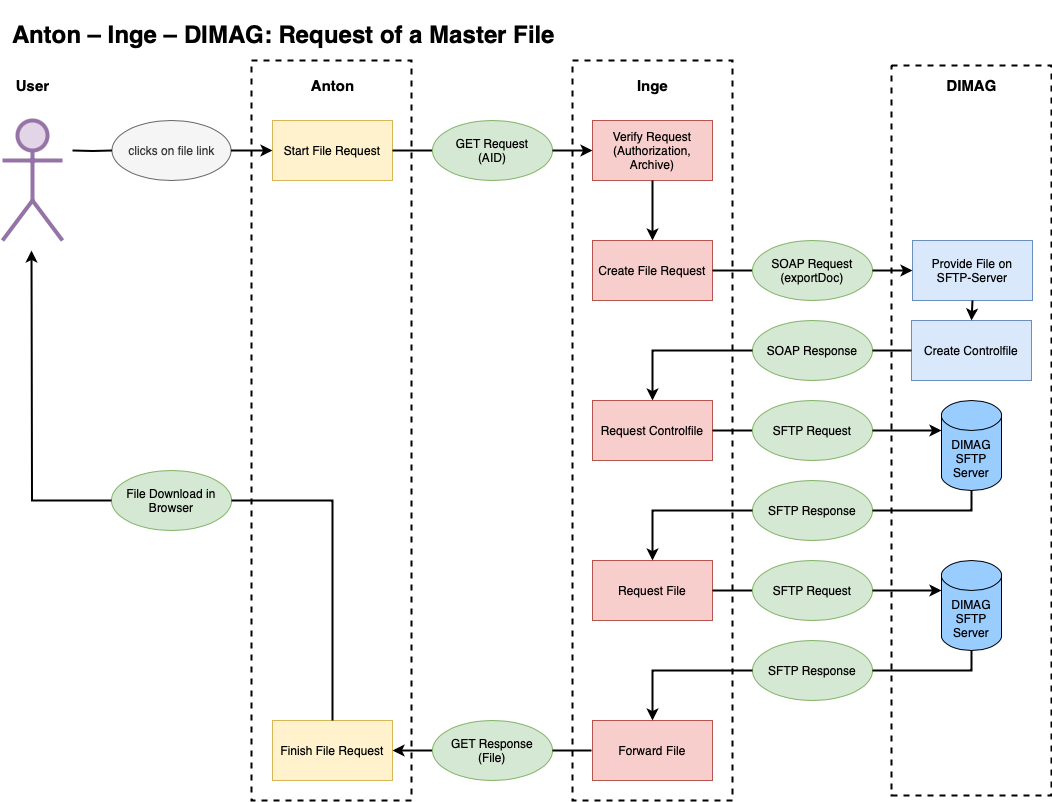 Anton – Inge – DIMAG: Request of a Master File
User
Anton
Inge
DIMAG
clicks on file link
Start File Request
GET Request
(AID)
Verify Request
(Authorization,
Archive)
Create File Request
SOAP Request
(exportDoc)
Provide File on
SFTP-Server
SOAP Response
Create Controlfile
Request Controlfile
SFTP Request
DIMAG
SFTP
Server
File Download in
Browser
SFTP Response
Request File
SFTP Request
DIMAG
SFTP
Server
SFTP Response
Finish File Request
GET Response
(File)
Forward File